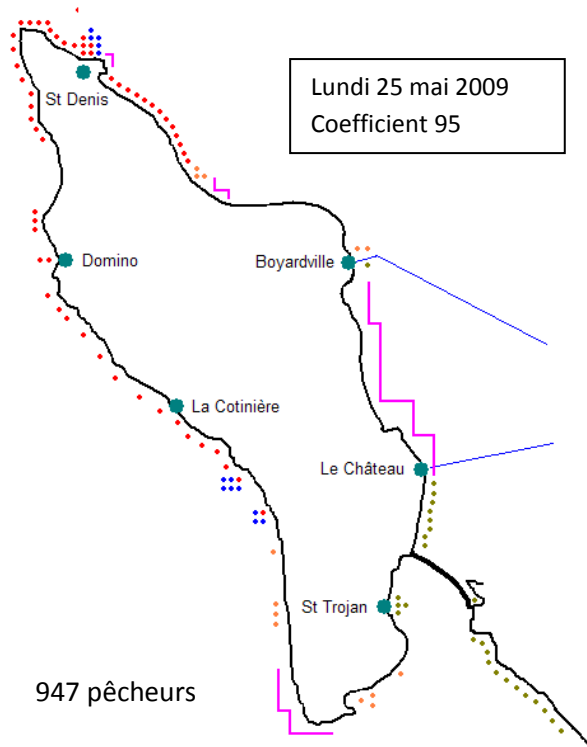 Lundi 25 mai 2009
Coefficient 95
St Denis
Domino
Boyardville
La Cotinière
Le Château
St Trojan
947 pêcheurs